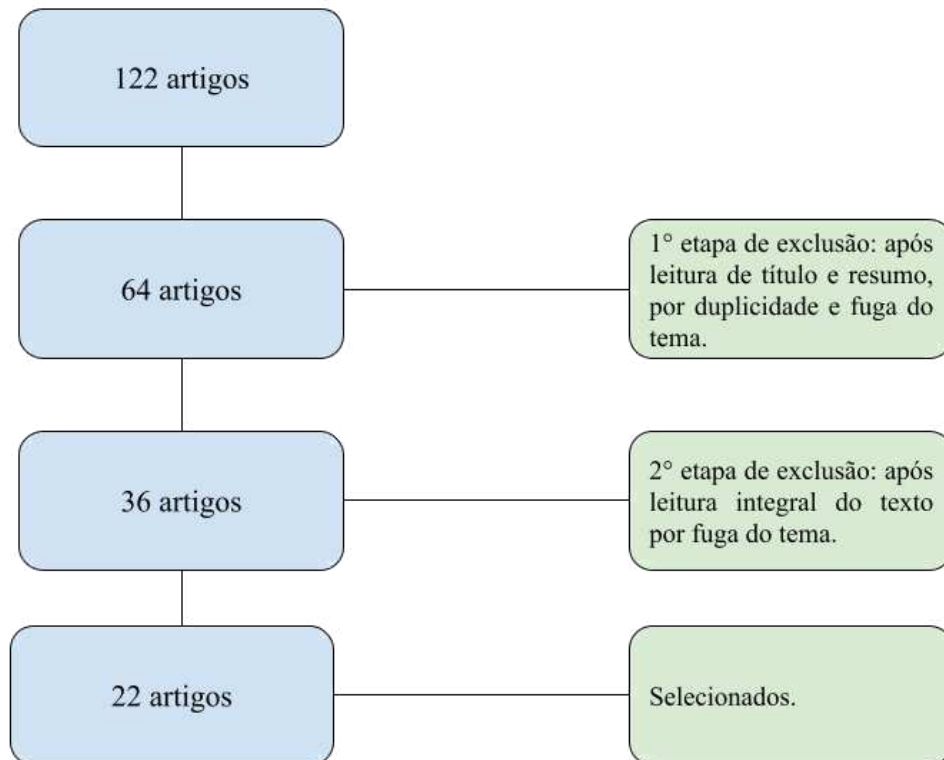 122 artigos
64 artigos
1° etapa de exclusão: após
leitura de título e resumo,
por duplicidade e fuga do
tema.
36 artigos
2° etapa de exclusão: após
leitura integral do texto
por fuga do tema.
22 artigos
Selecionados.